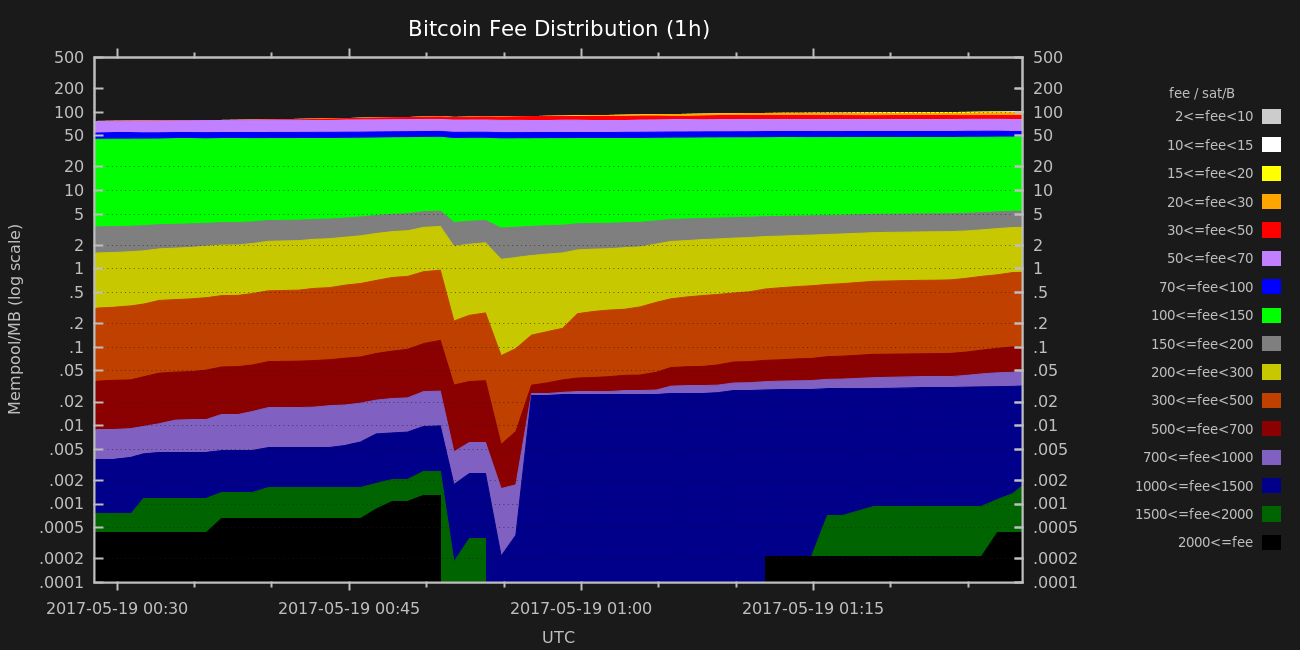 Bitcoin Fee Distribution (1h)
500
200
100
50
20
10
5
2
1
.5
.2
.1
.05
.02
.01
.005
.002
.001
.0005
.0002
.0001
Mempool/MB (log scale)
500
200
100
50
20
10
5
2
1
.5
.2
.1
.05
.02
.01
.005
.002
.001
.0005
.0002
.0001
2017-05-19 00:30
2017-05-19 00:45
2017-05-19 01:00
2017-05-19 01:15
UTC
fee / sat/B
2<=fee<10
10<=fee<15
15<=fee<20
20<=fee<30
30<=fee<50
50<=fee<70
70<=fee<100
100<=fee<150
150<=fee<200
200<=fee<300
300<=fee<500
500<=fee<700
700<=fee<1000
1000<=fee<1500
1500<=fee<2000
2000<=fee